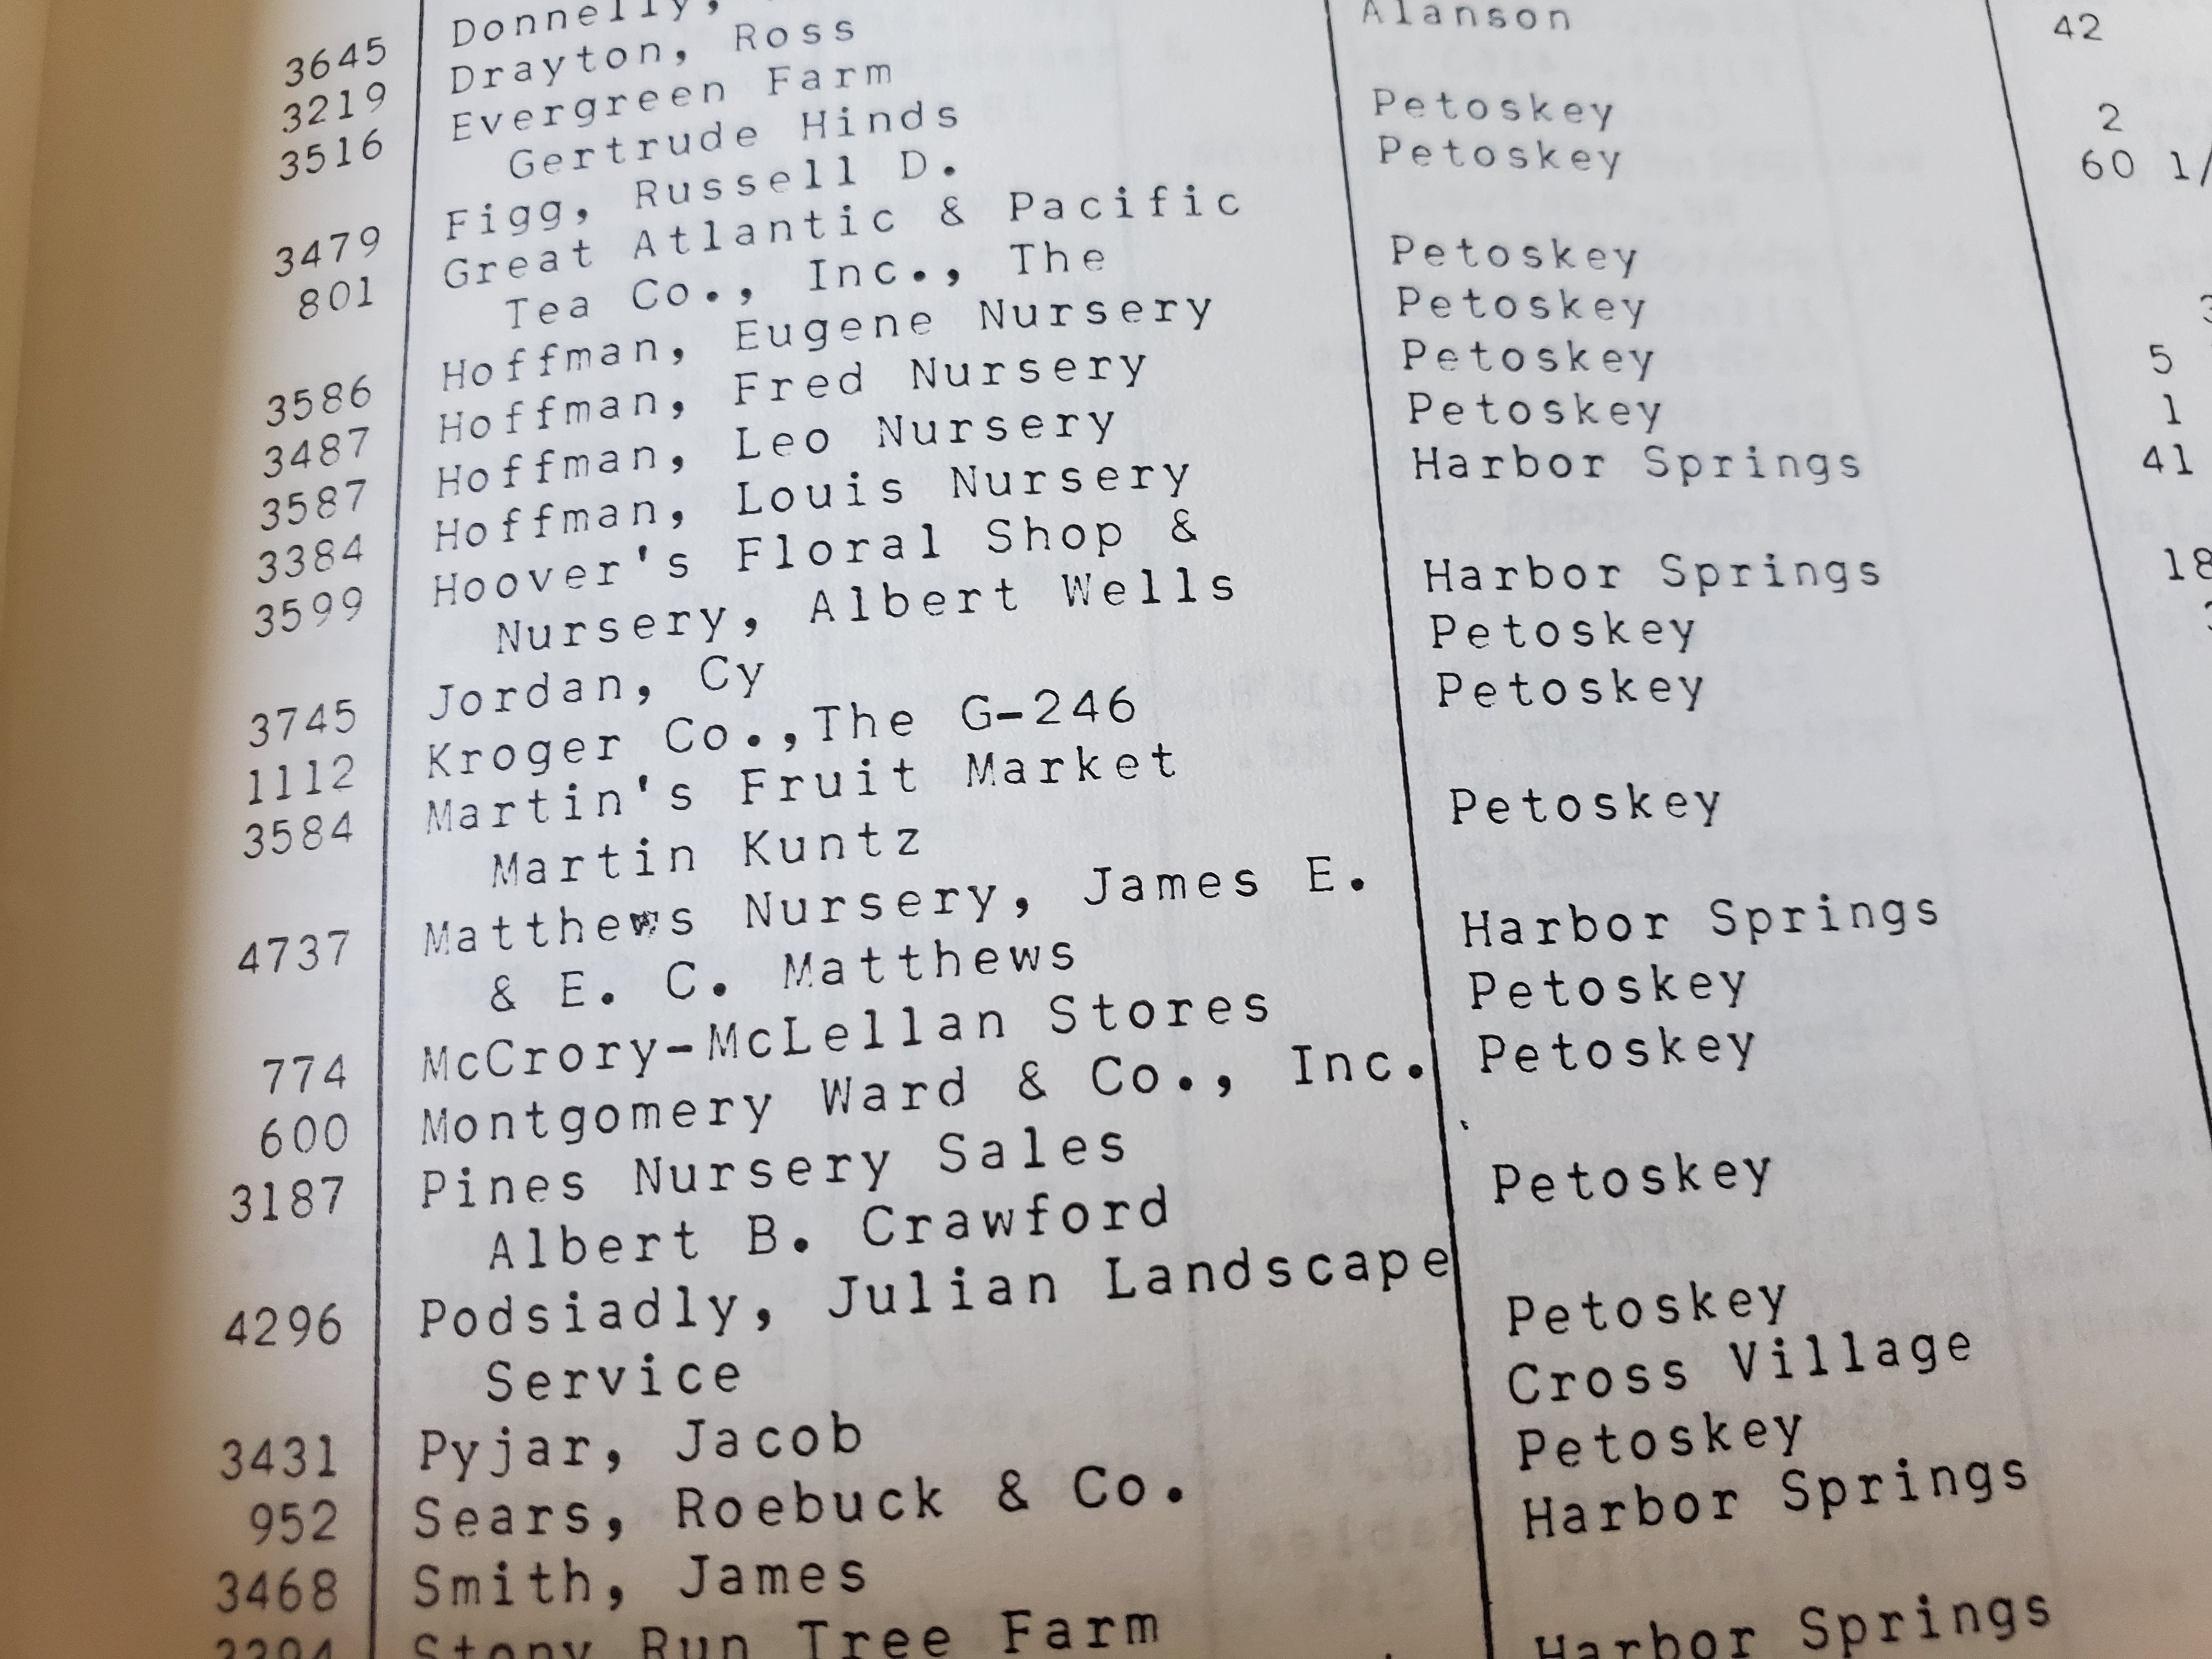 Donnelly,
3645 Drayton, Ross
3219 Evergreen Farm Alanson 42
3516 Gertrude Hinds
Figg, Russell D. Petoskey 2
3479 Great Atlantic & Pacific Petoskey 60 1/
801 Tea Co., Inc., The
Hoffman, Eugene Nursery Petoskey
3586 Hoffman, Fred Nursery Petoskey
3487 Hoffman, Leo Nursery Petoskey 5
3587 Hoffman, Louis Nursery Petoskey 1
3384 Hoover's Floral Shop & Harbor Springs 41
3599 Nursery, Albert Wells
Jordan, Cy Harbor Springs 18
3745 Kroger Co.,The G-246 Petoskey
1112 Martin's Fruit Market Petoskey
3584 Martin Kuntz
Matthews Nursery, James E. Petoskey
4737 & E. C. Matthews
McCrory-McLellan Stores Harbor Springs
774 Montgomery Ward & Co., Inc. Petoskey
600 Pines Nursery Sales Petoskey
3187 Albert B. Crawford
Podsiadly, Julian Landscape Petoskey
4296 Service
Pyjar, Jacob Petoskey
3431 Sears, Roebuck & Co. Cross Village
952 Smith, James Petoskey
3468 Stony Run Tree Farm Harbor Springs
Harbor Springs